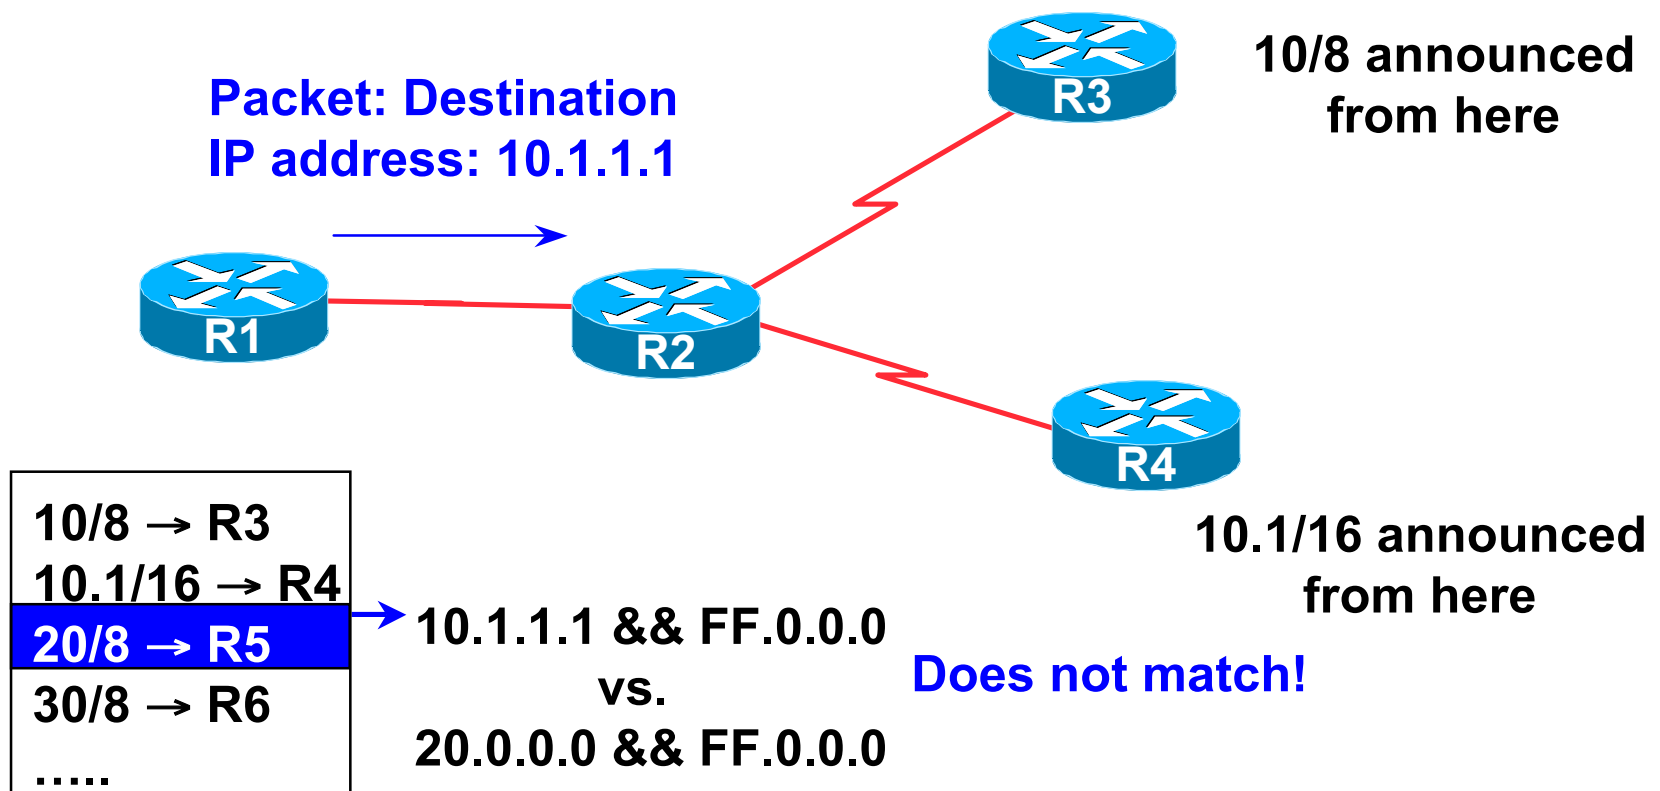 10/8 announced
from here
Packet: Destination
IP address: 10.1.1.1
R3
R1
R2
R4
10.1/16 announced
from here
10/8 → R3
10.1/16 → R4
20/8 → R5
30/8 → R6
…..
10.1.1.1 && FF.0.0.0
vs.
20.0.0.0 && FF.0.0.0
Does not match!